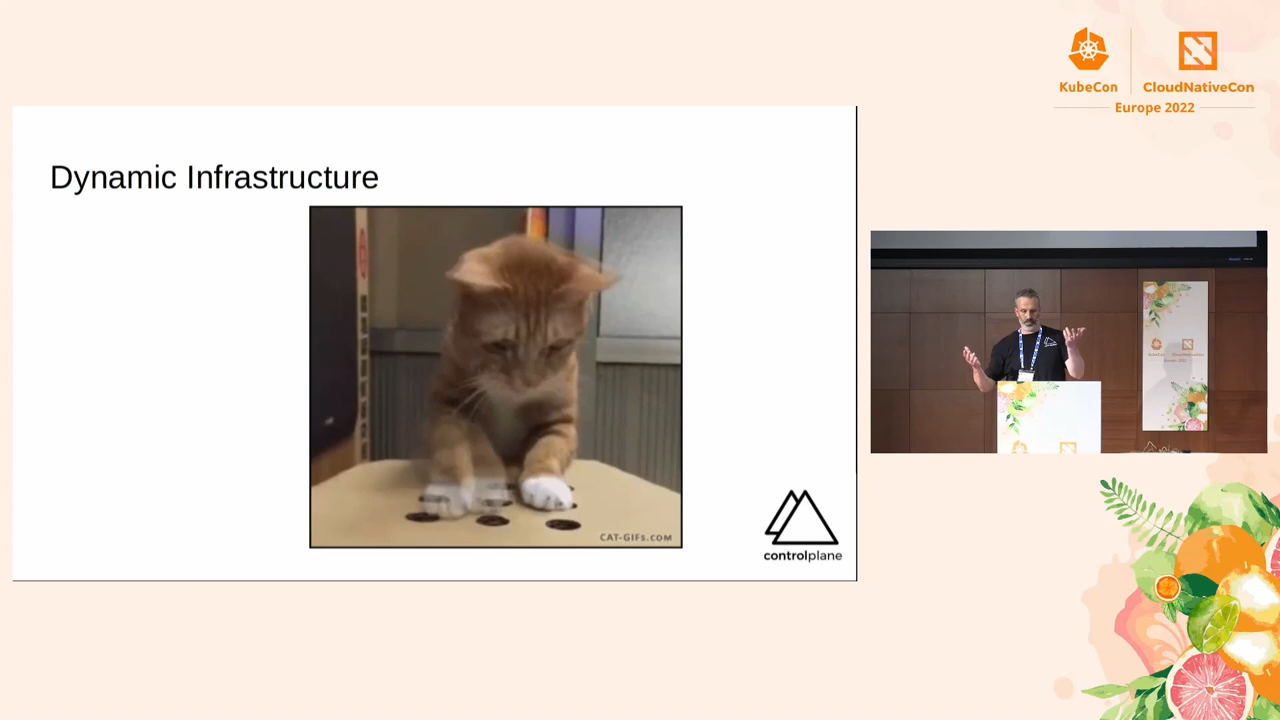 KubeCon
CloudNativeCon
Europe 2022
Dynamic Infrastructure
CAT-GIFs.COM
controlplane